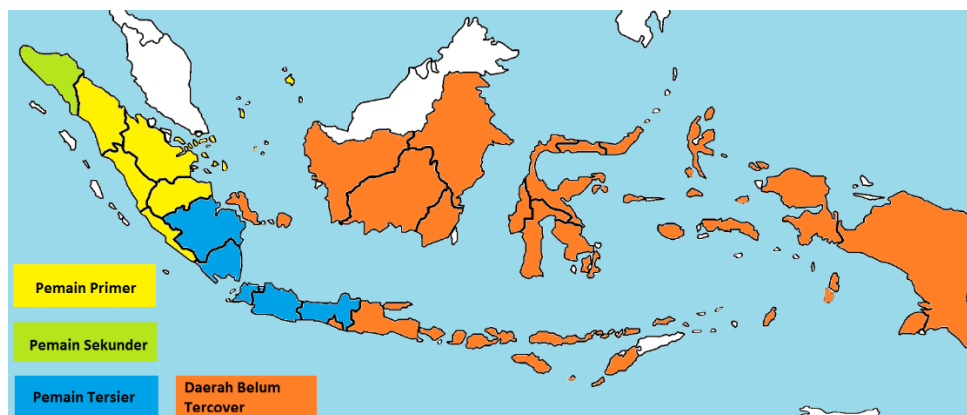 Pemain Primer
Pemain Sekunder
Pemain Tersier
Daerah Belum
Tercover